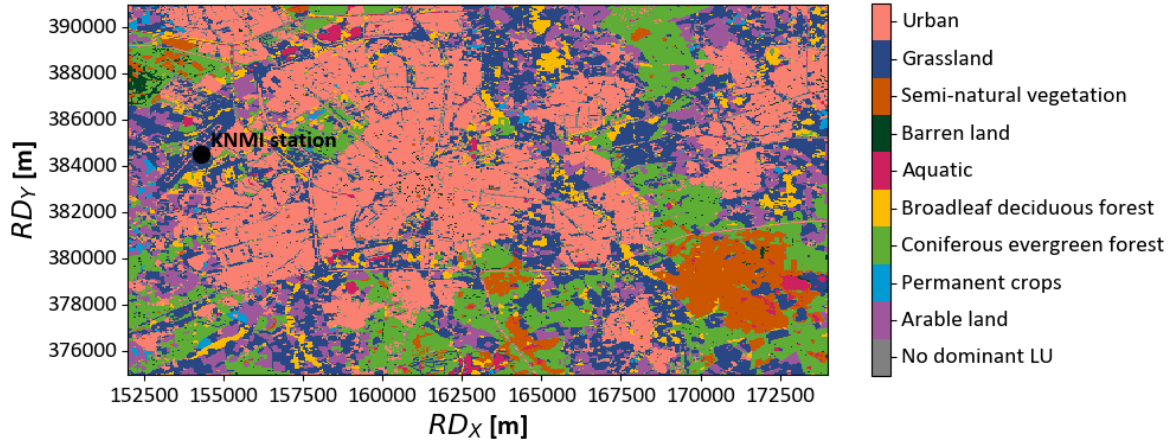 390000
388000
386000
384000
382000
380000
378000
376000
RD_Y [m]
KNMI station
152500 155000 157500 160000 162500 165000 167500 170000 172500
RD_X [m]
Urban
Grassland
Semi-natural vegetation
Barren land
Aquatic
Broadleaf deciduous forest
Coniferous evergreen forest
Permanent crops
Arable land
No dominant LU